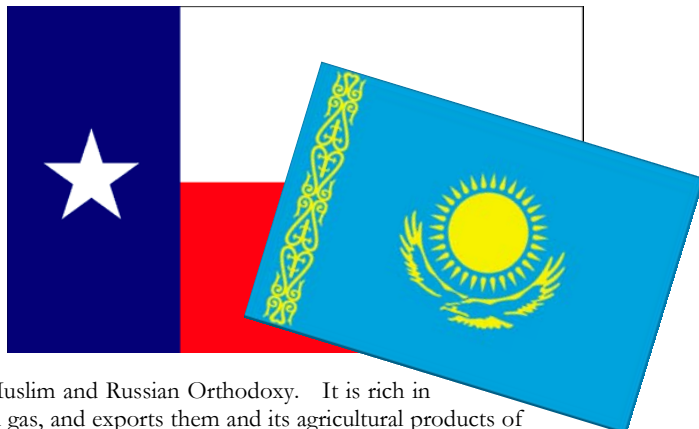 Muslim and Russian Orthodoxy. It is rich in
gas, and exports them and its agricultural products of